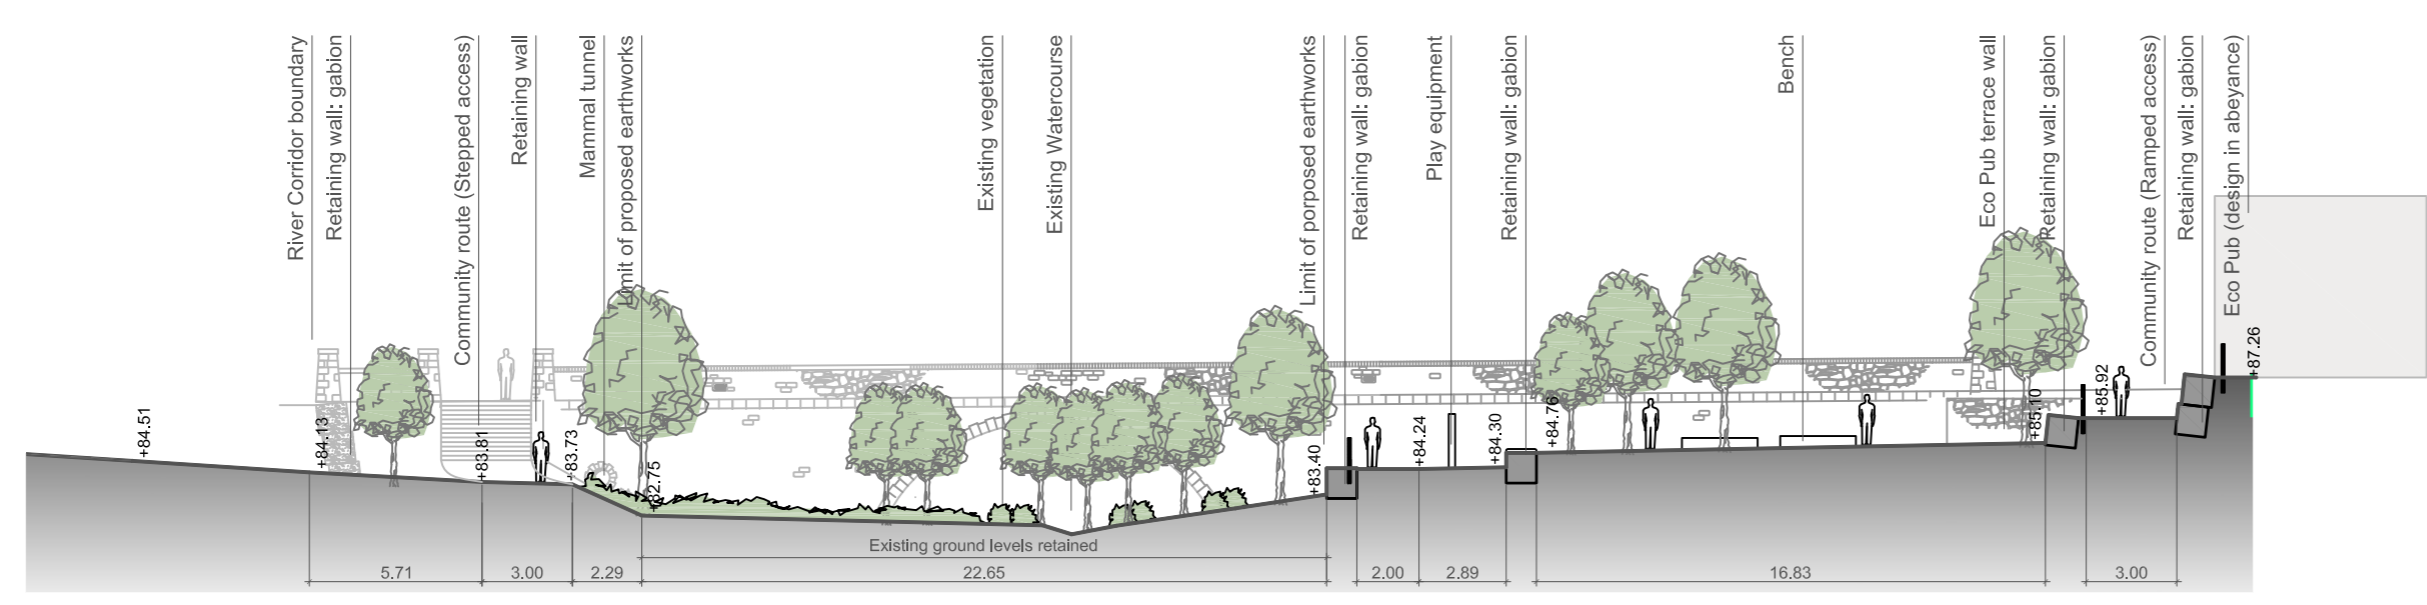 River Corridor boundary
Retaining wall: gabion
Community route (Stepped access)
Retaining wall
Mammal tunnel
Limit of proposed earthworks
Existing vegetation
Existing Watercourse
Limit of porposed earthworks
Retaining wall: gabion
Play equipment
Retaining wall: gabion
Bench
Eco Pub terrace wall
Retaining wall: gabion
Community route (Ramped access)
Retaining wall: gabion
Eco Pub (design in abeyance)
+84.51
+84.13
+83.81
+83.73
+82.75
+83.40
+84.24
+84.30
+84.76
+85.10
+85.92
+87.26
Existing ground levels retained
5.71
3.00
2.29
22.65
2.00
2.89
16.83
3.00